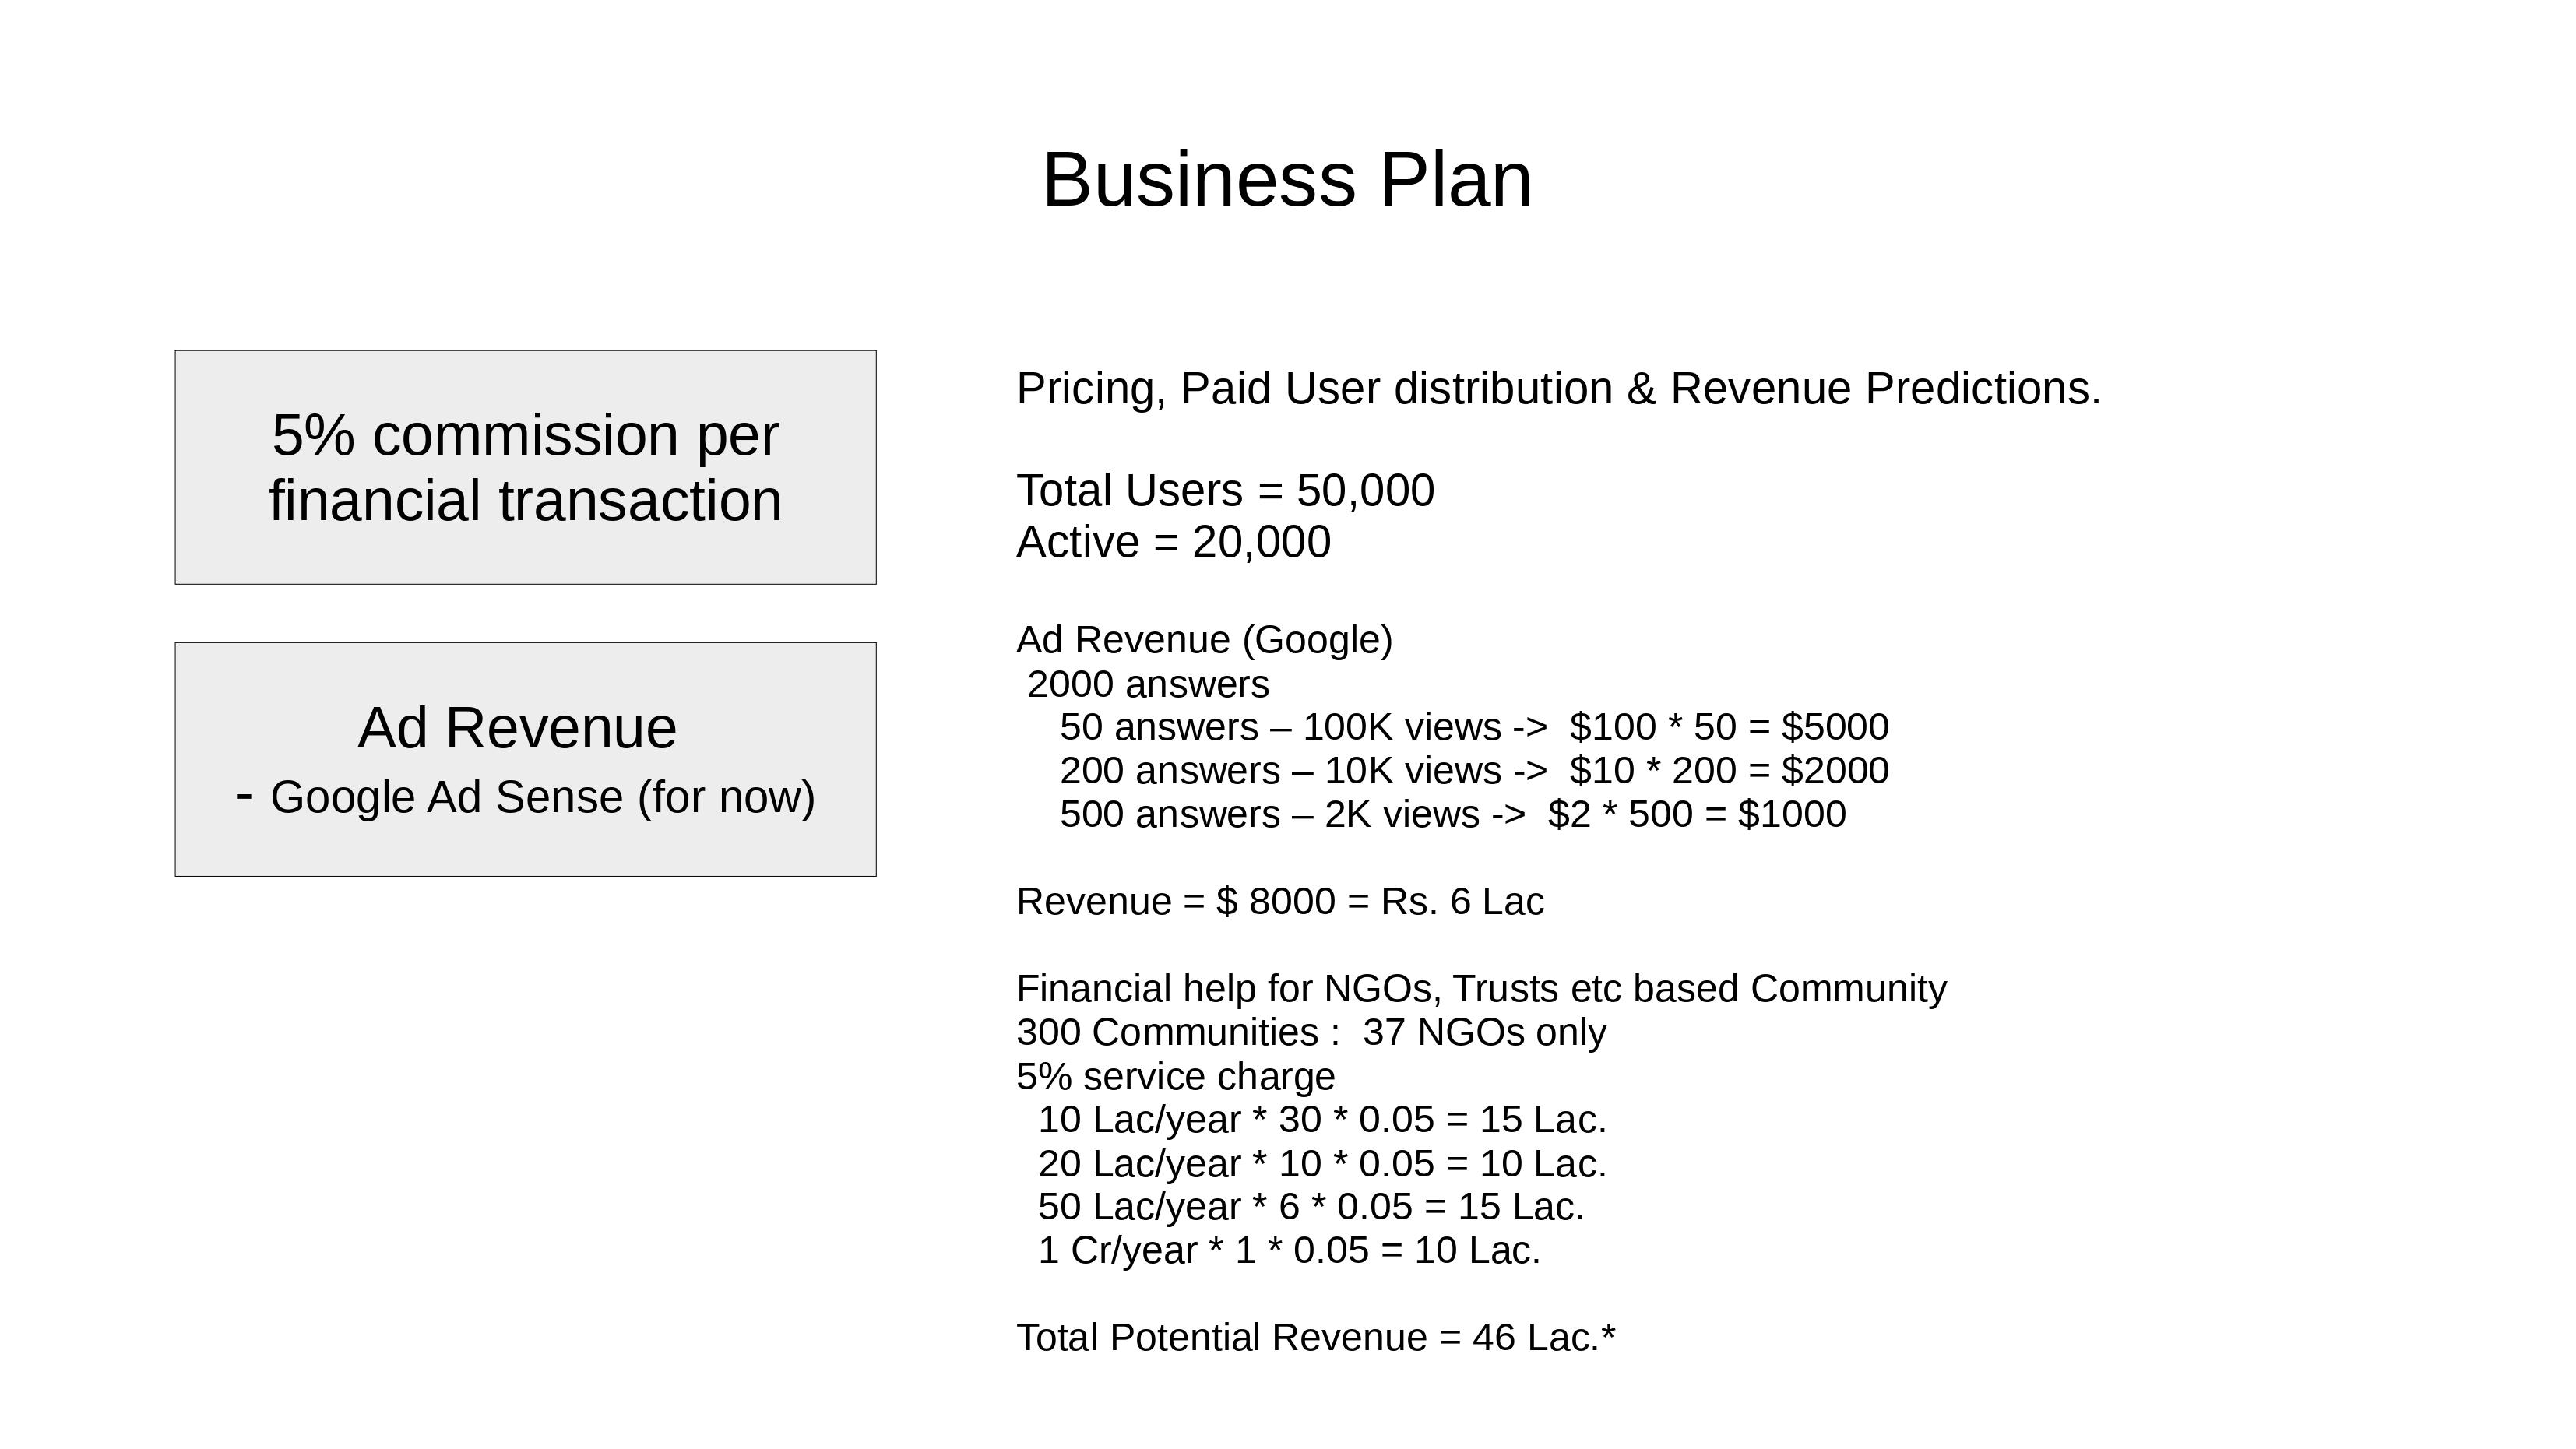 Business Plan
5% commission per
financial transaction
Ad Revenue
- Google Ad Sense (for now)
Pricing, Paid User distribution & Revenue Predictions.
Total Users = 50,000
Active = 20,000
Ad Revenue (Google)
2000 answers
50 answers – 100K views -> $100 * 50 = $5000
200 answers – 10K views -> $10 * 200 = $2000
500 answers – 2K views -> $2 * 500 = $1000
Revenue = $ 8000 = Rs. 6 Lac
Financial help for NGOs, Trusts etc based Community
300 Communities : 37 NGOs only
5% service charge
10 Lac/year * 30 * 0.05 = 15 Lac.
20 Lac/year * 10 * 0.05 = 10 Lac.
50 Lac/year * 6 * 0.05 = 15 Lac.
1 Cr/year * 1 * 0.05 = 10 Lac.
Total Potential Revenue = 46 Lac.*